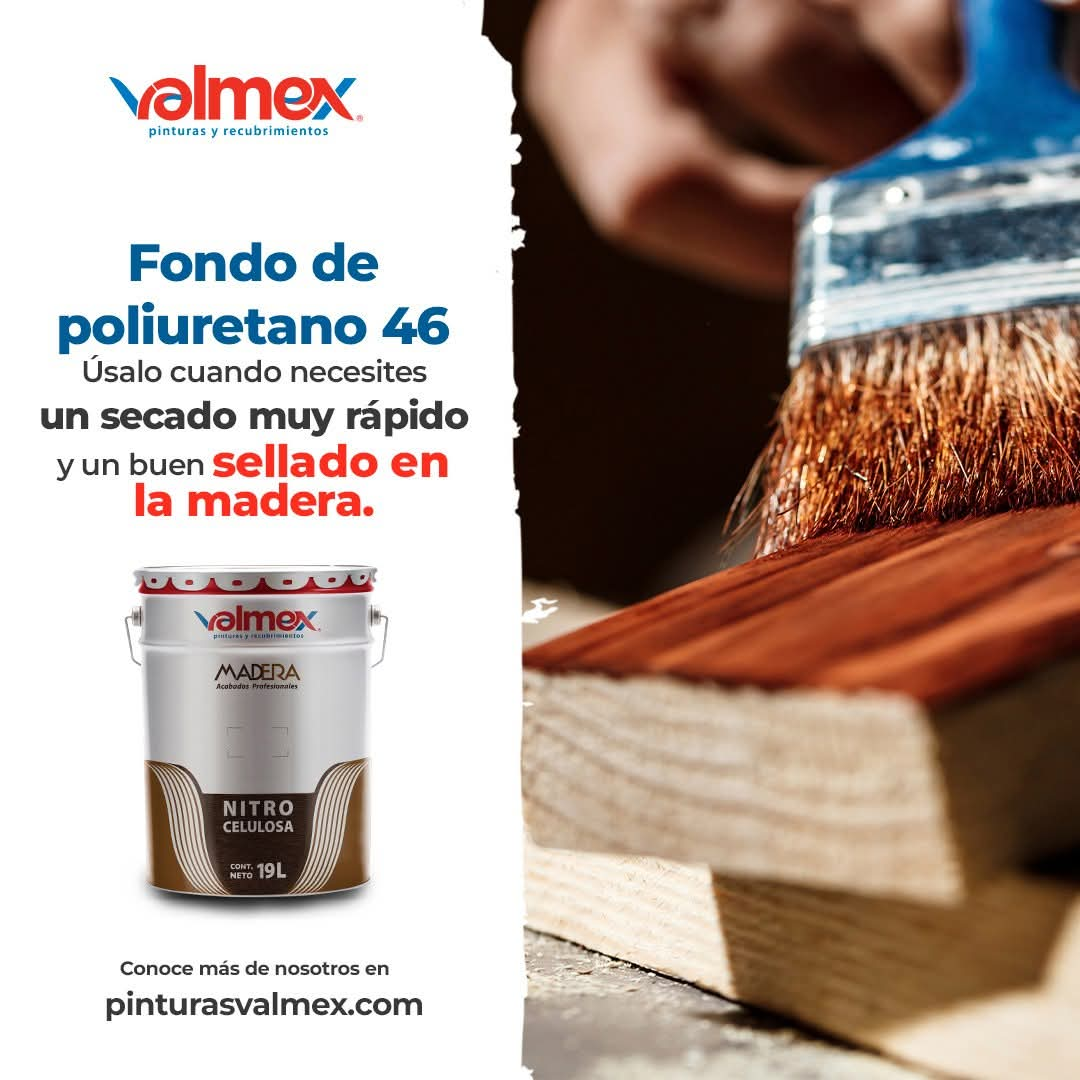 valmex®
pinturas y recubrimientos
Fondo de
poliuretano 46
Úsalo cuando necesites
un secado muy rápido
y un buen sellado en
la madera.
valmex®
pinturas y recubrimientos
MADERA
Acabados Profesionales
NITRO
CELULOSA
CONT.
NETO 19L
Conoce más de nosotros en
pinturasvalmex.com